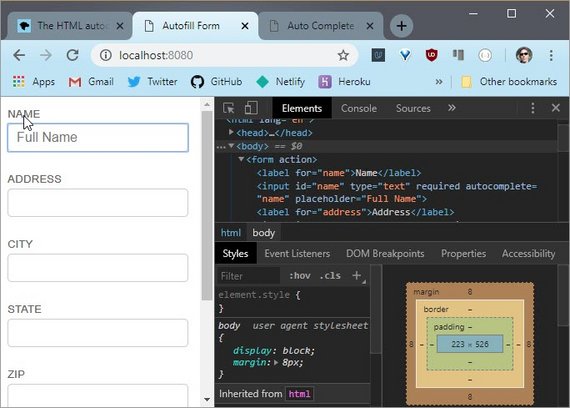 The HTML autoc
Autofill Form
Auto Complete
localhost:8080
Apps
Gmail
Twitter
GitHub
Netlify
Heroku
»
Other bookmarks
NAME
Full Name
ADDRESS
CITY
STATE
ZIP
Elements
Console
Sources
»
<html lang="en">
<head>…</head>
<body> == $0
<form action>
<label for="name">Name</label>
<input id="name" type="text" required autocomplete=
"name" placeholder="Full Name">
<label for="address">Address</label>
html
body
Styles
Event Listeners
DOM Breakpoints
Properties
Accessibility
Filter
:hov
.cls
+
element.style {
}
body
user agent stylesheet
{
display: block;
margin: 8px;
}
Inherited from html
margin
8
border
–
padding
–
8
–
–
223 × 526
–
–
8
–
–
8